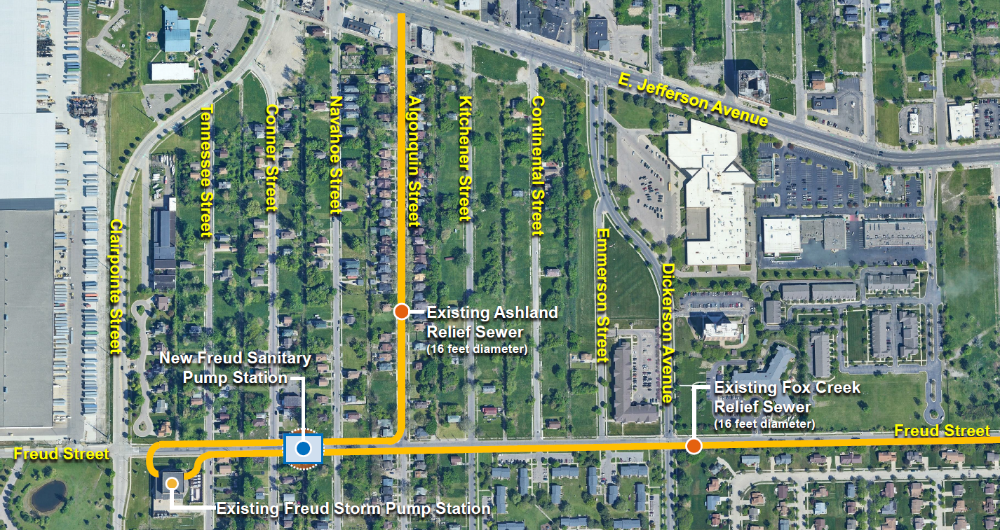 E. Jefferson Avenue
Tennessee Street
Conner Street
Navahoe Street
Algonquin Street
Kitchener Street
Continental Street
Clairpointe Street
Emmerson Street
Dickerson Avenue
Existing Ashland
Relief Sewer
(16 feet diameter)
New Freud Sanitary
Pump Station
Existing Fox Creek
Relief Sewer
(16 feet diameter)
Freud Street
Freud Street
Existing Freud Storm Pump Station